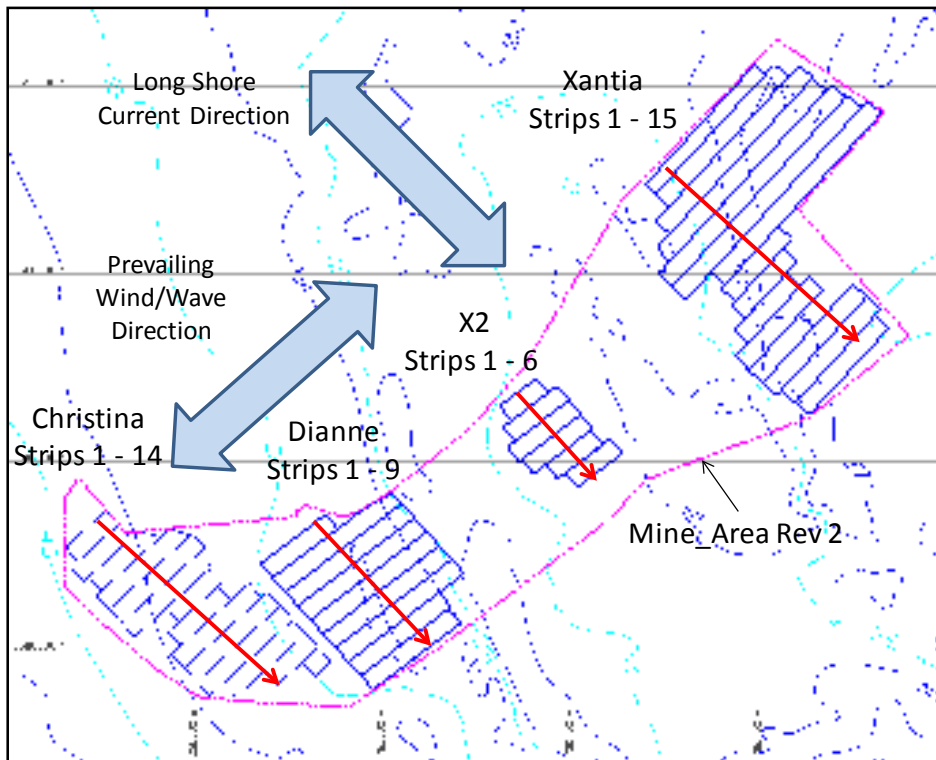 Long Shore
Current Direction
Xantia
Strips 1 - 15
Prevailing
Wind/Wave
Direction
X2
Strips 1 - 6
Christina
Strips 1 - 14
Dianne
Strips 1 - 9
Mine_Area Rev 2